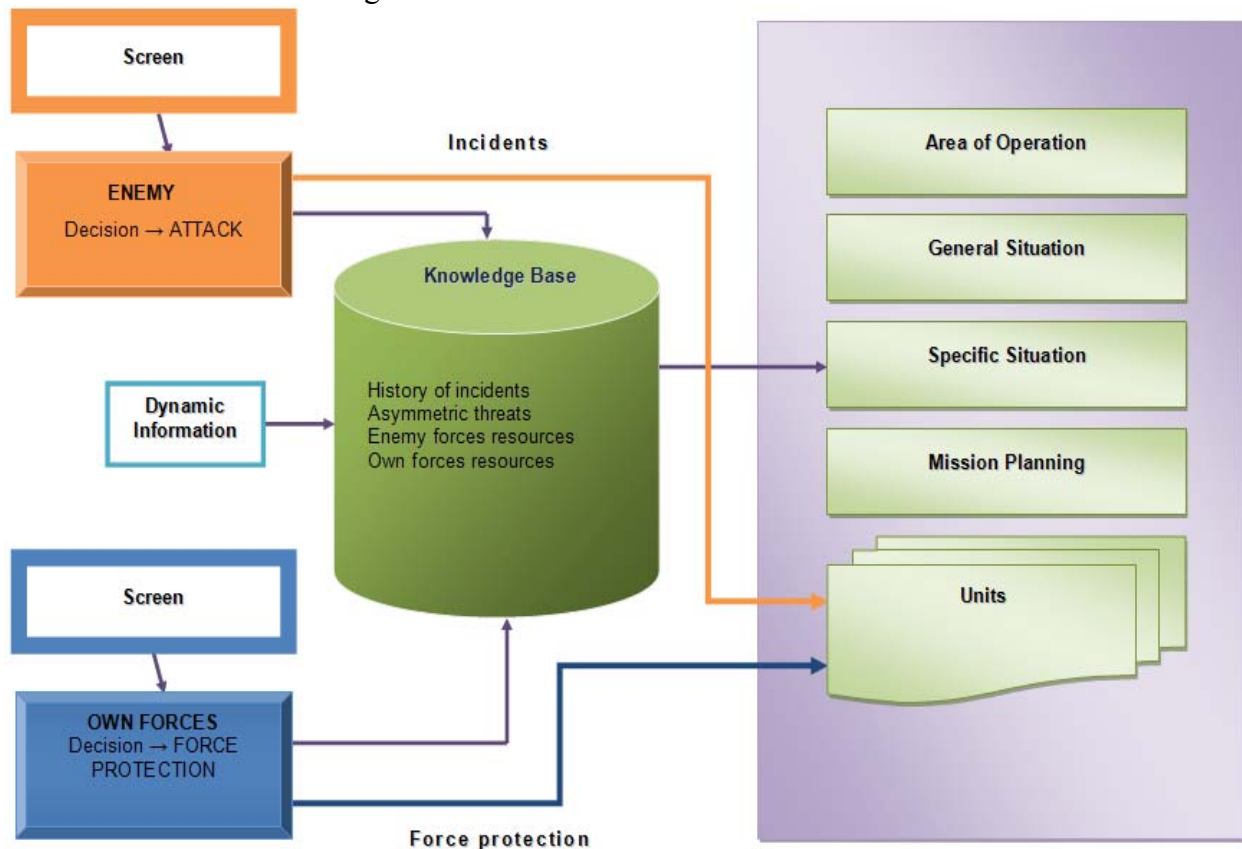 Screen
ENEMY
Decision → ATTACK
Incidents
Knowledge Base
History of incidents
Asymmetric threats
Enemy forces resources
Own forces resources
Dynamic
Information
Screen
OWN FORCES
Decision → FORCE
PROTECTION
Force protection
Area of Operation
General Situation
Specific Situation
Mission Planning
Units